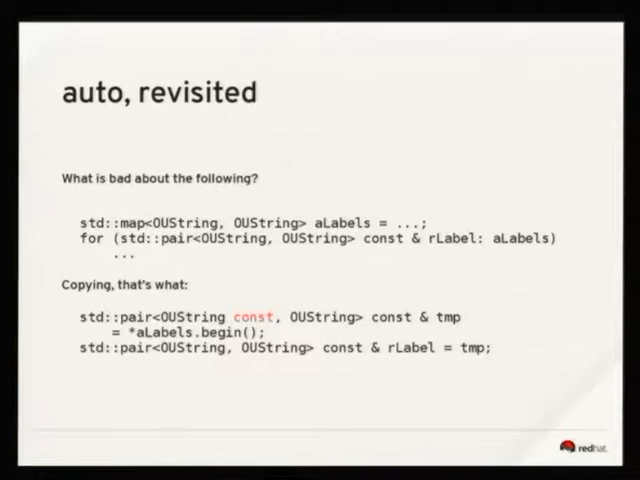 auto, revisited
What is bad about the following?
std::map<OUString, OUString> aLabels = ...;
for (std::pair<OUString, OUString> const & rLabel: aLabels)
...
Copying, that's what:
std::pair<OUString const, OUString> const & tmp
= *aLabels.begin();
std::pair<OUString, OUString> const & rLabel = tmp;
redhat.